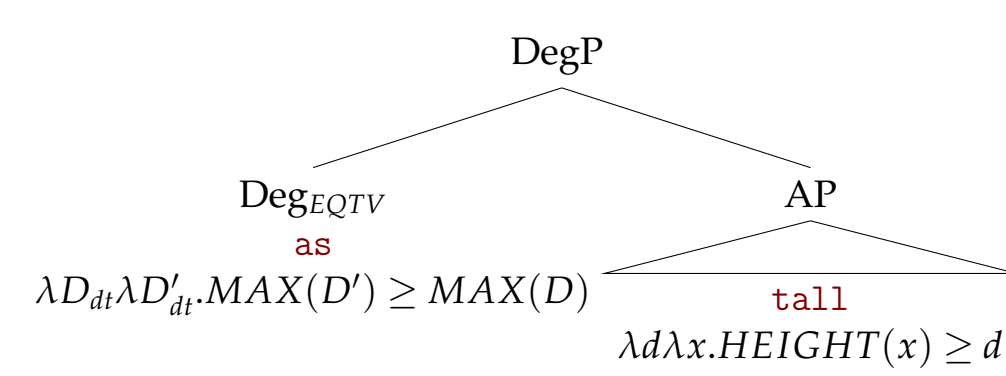 DegP
Deg_EQTV AP
as
tall
λD_dt λD′_dt.MAX(D′) ≥ MAX(D)
λdλx.HEIGHT(x) ≥ d